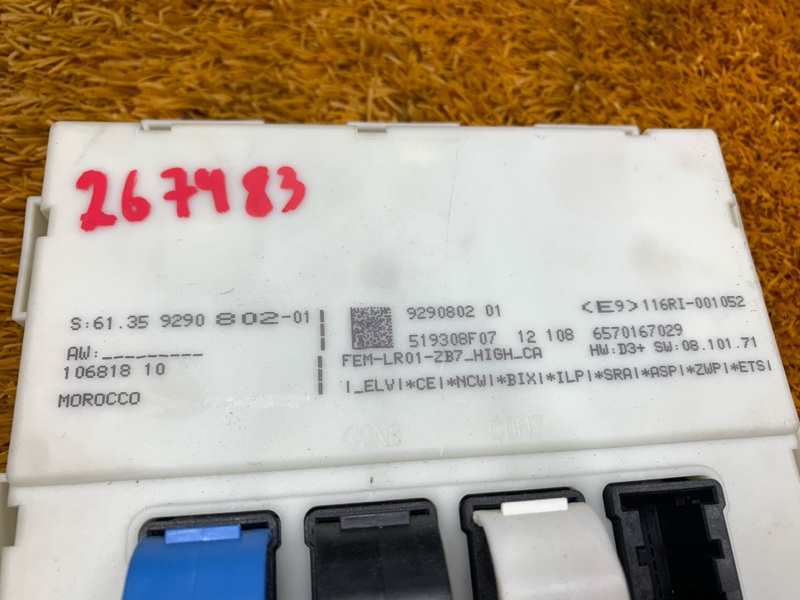 267483
S:61.35 9290 802-01
AW:_________
106818 10
MOROCCO
9290802 01
519308F07 12 108 6570167029
<E9>116RI-001052
HW:D3+ SW:08.101.71
FEM-LR01-ZB7_HIGH_CA
|_ELV|*CE|*NCW|*BIX|*ILP|*SRA|*ASP|*ZWP|*ETS|